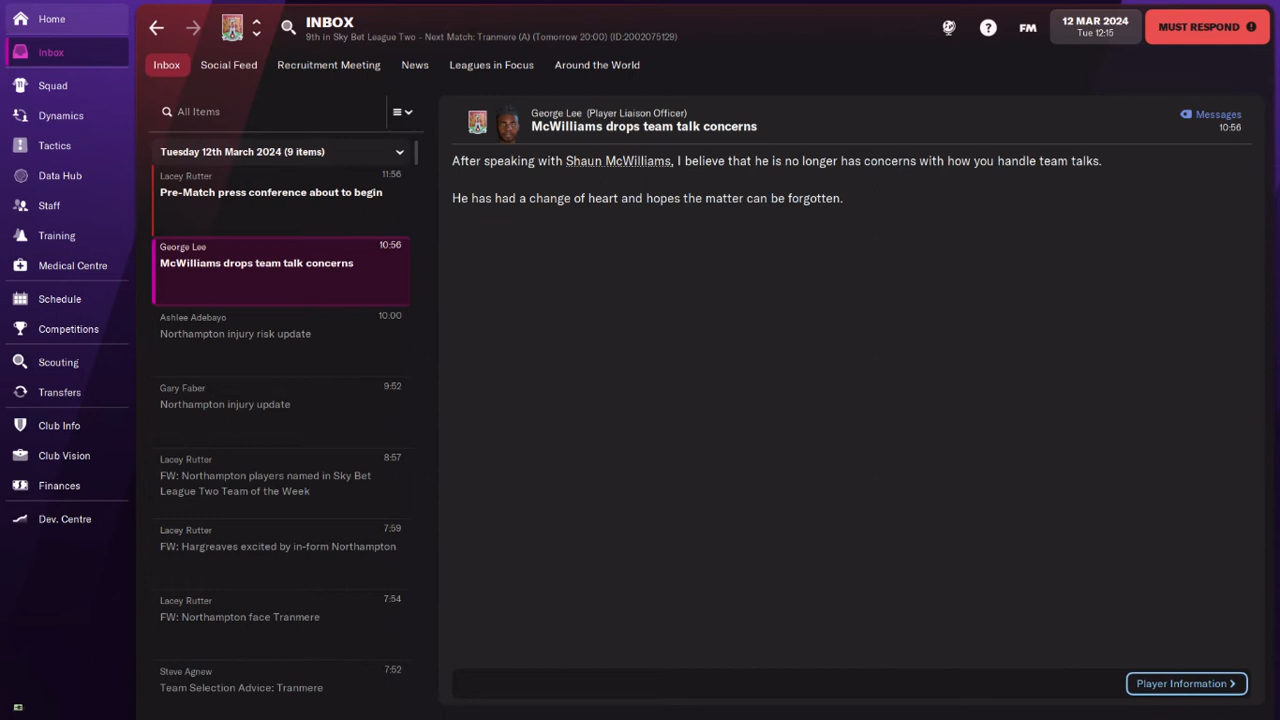 Home
Inbox
Squad
Dynamics
Tactics
Data Hub
Staff
Training
Medical Centre
Schedule
Competitions
Scouting
Transfers
Club Info
Club Vision
Finances
Dev. Centre
INBOX
9th in Sky Bet League Two - Next Match: Tranmere (A) (Tomorrow 20:00) (ID:2002075129)
FM
12 MAR 2024
Tue 12:15
MUST RESPOND
Inbox Social Feed Recruitment Meeting News Leagues in Focus Around the World
All Items
Tuesday 12th March 2024 (9 items)
Lacey Rutter 11:56
Pre-Match press conference about to begin
George Lee 10:56
McWilliams drops team talk concerns
Ashlee Adebayo 10:00
Northampton injury risk update
Gary Faber 9:52
Northampton injury update
Lacey Rutter 8:57
FW: Northampton players named in Sky Bet
League Two Team of the Week
Lacey Rutter 7:59
FW: Hargreaves excited by in-form Northampton
Lacey Rutter 7:54
FW: Northampton face Tranmere
Steve Agnew 7:52
Team Selection Advice: Tranmere
George Lee (Player Liaison Officer)
McWilliams drops team talk concerns
Messages
10:56
After speaking with Shaun McWilliams, I believe that he is no longer has concerns with how you handle team talks.
He has had a change of heart and hopes the matter can be forgotten.
Player Information